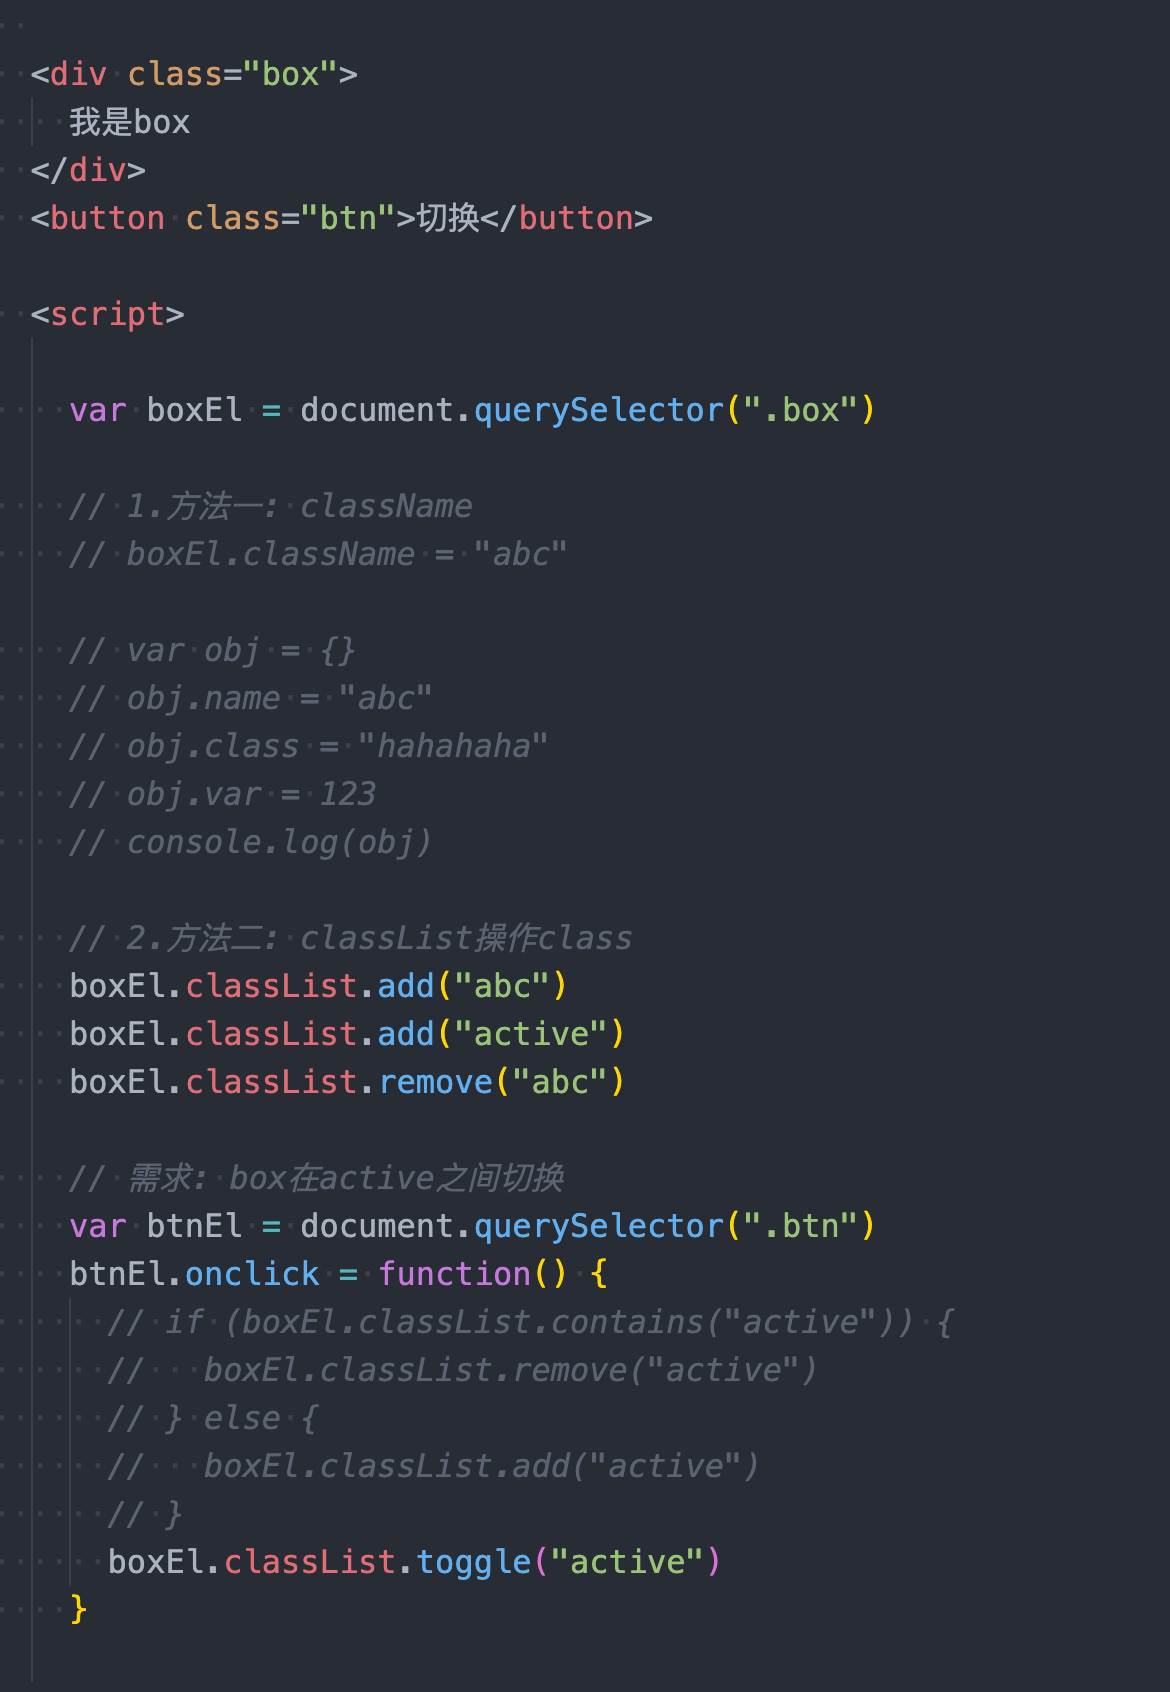 <div class="box">
  我是box
</div>
<button class="btn">切换</button>
<script>
  var boxEl = document.querySelector(".box")
  // 1.方法一: className
  // boxEl.className = "abc"
  // var obj = {}
  // obj.name = "abc"
  // obj.class = "hahahaha"
  // obj.var = 123
  // console.log(obj)
  // 2.方法二: classList操作class
  boxEl.classList.add("abc")
  boxEl.classList.add("active")
  boxEl.classList.remove("abc")
  // 需求: box在active之间切换
  var btnEl = document.querySelector(".btn")
  btnEl.onclick = function() {
    // if (boxEl.classList.contains("active")) {
    //   boxEl.classList.remove("active")
    // } else {
    //   boxEl.classList.add("active")
    // }
    boxEl.classList.toggle("active")
  }